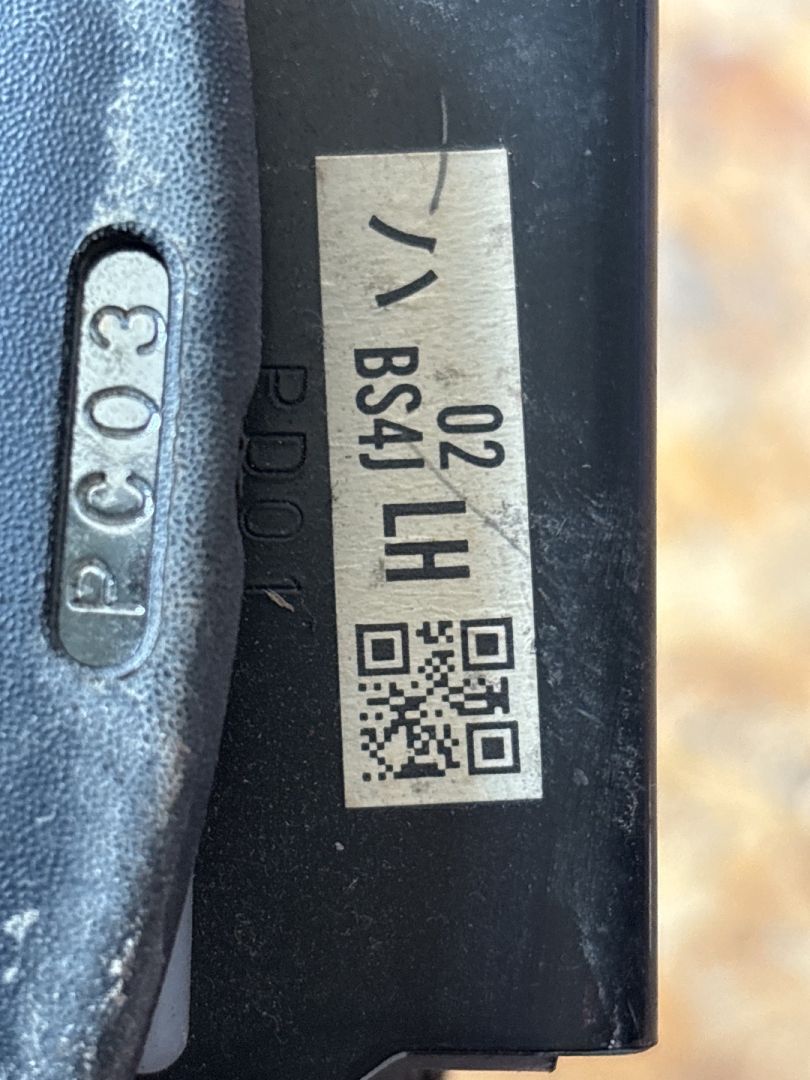 PC03
PD01
02
ハ BS4J LH